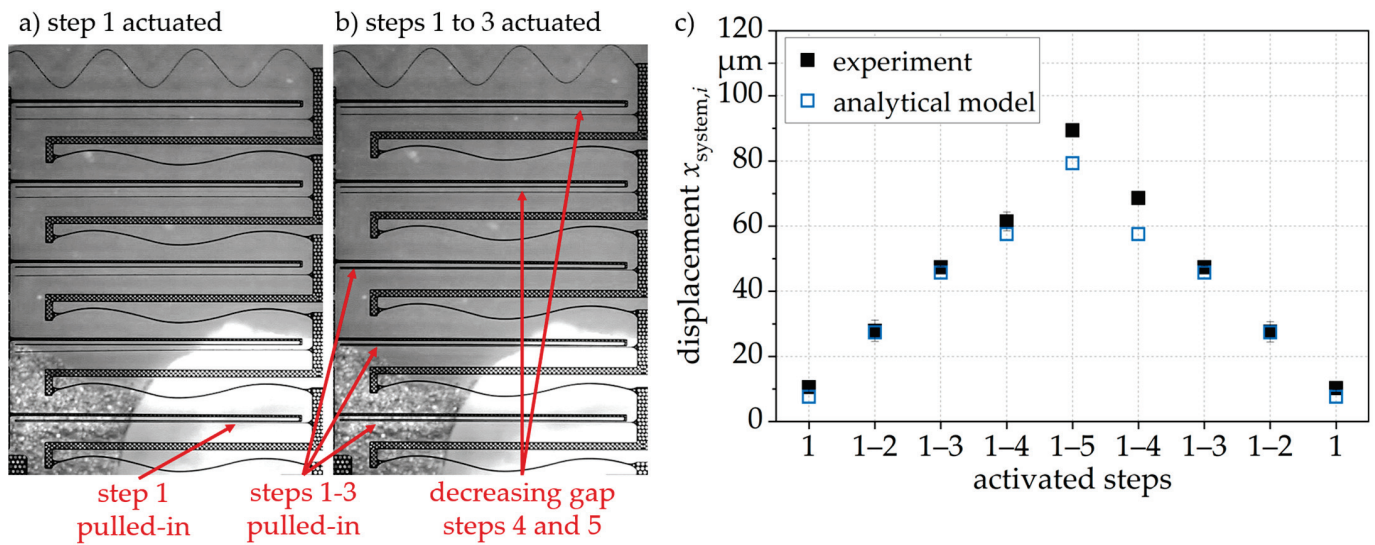 a) step 1 actuated
b) steps 1 to 3 actuated
step 1
pulled-in
steps 1-3
pulled-in
decreasing gap
steps 4 and 5
c)
displacement x_system,i
120
µm
100
80
60
40
20
0
experiment
analytical model
1 1–2 1–3 1–4 1–5 1–4 1–3 1–2 1
activated steps